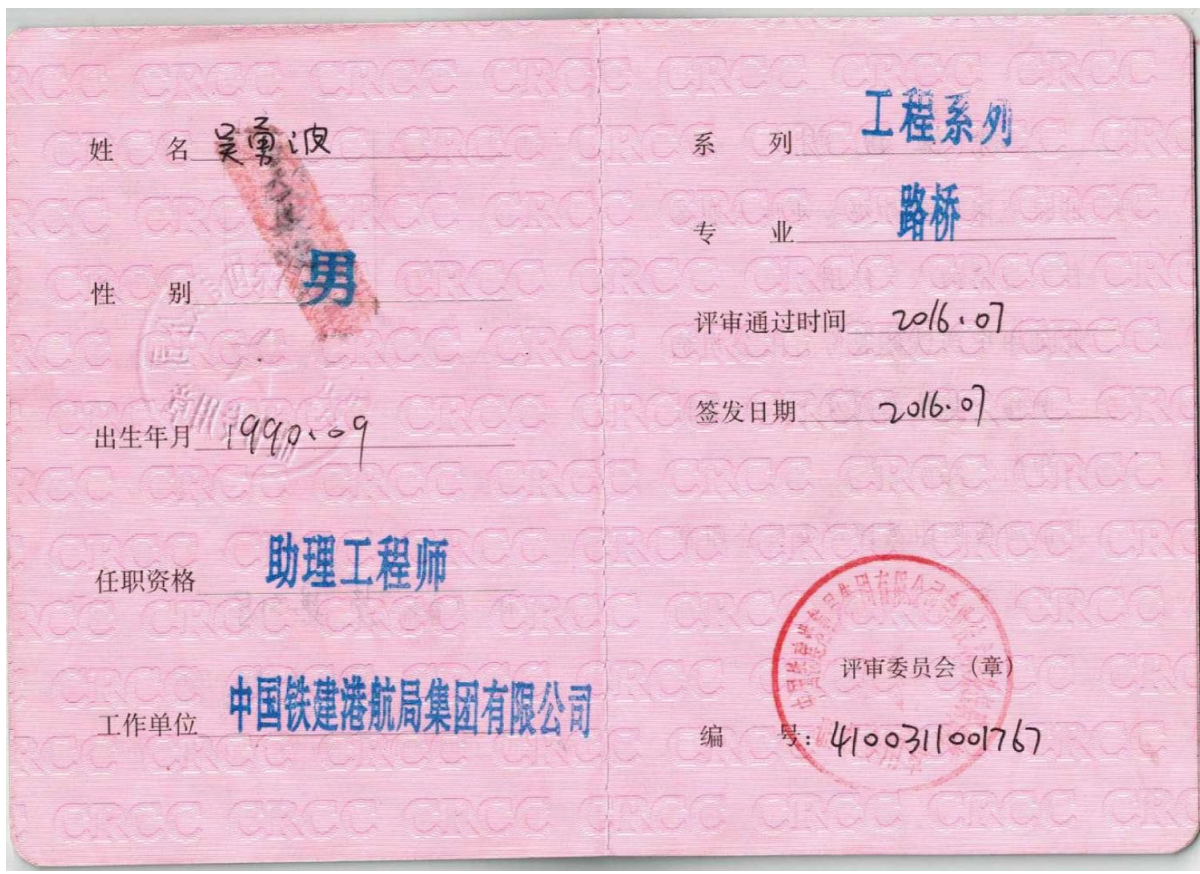 姓 名 吴勇波
性 别 男
出生年月 1990.09
任职资格 助理工程师
工作单位 中国铁建港航局集团有限公司
系 列 工程系列
专 业 路桥
评审通过时间 2016.07
签发日期 2016.07
评审委员会（章）
编 号：4100311001767
CRCC